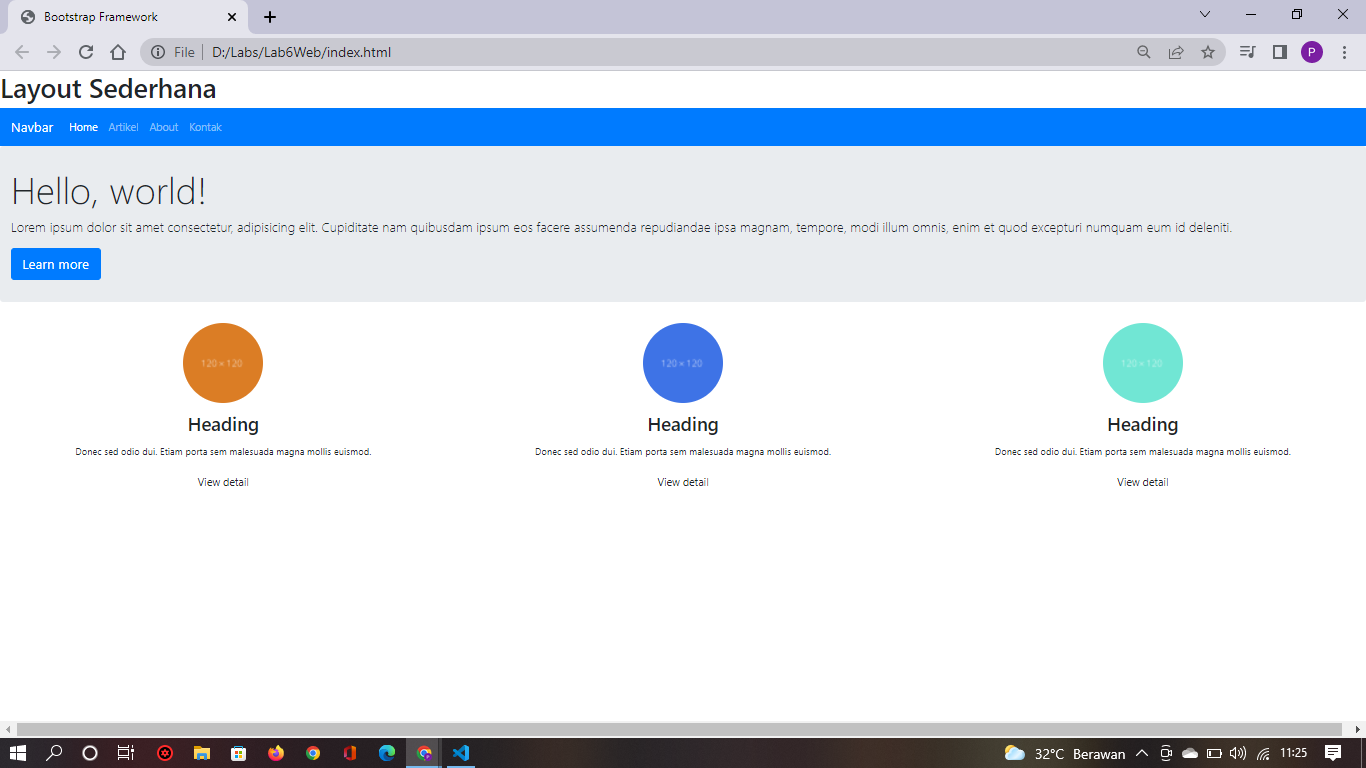 Bootstrap Framework
File D:/Labs/Lab6Web/index.html
P
Layout Sederhana
Navbar Home Artikel About Kontak
Hello, world!
Lorem ipsum dolor sit amet consectetur, adipisicing elit. Cupiditate nam quibusdam ipsum eos facere assumenda repudiandae ipsa magnam, tempore, modi illum omnis, enim et quod excepturi numquam eum id deleniti.
Learn more
120 × 120 120 × 120 120 × 120
Heading Heading Heading
Donec sed odio dui. Etiam porta sem malesuada magna mollis euismod. Donec sed odio dui. Etiam porta sem malesuada magna mollis euismod. Donec sed odio dui. Etiam porta sem malesuada magna mollis euismod.
View detail View detail View detail
32°C Berawan 11:25